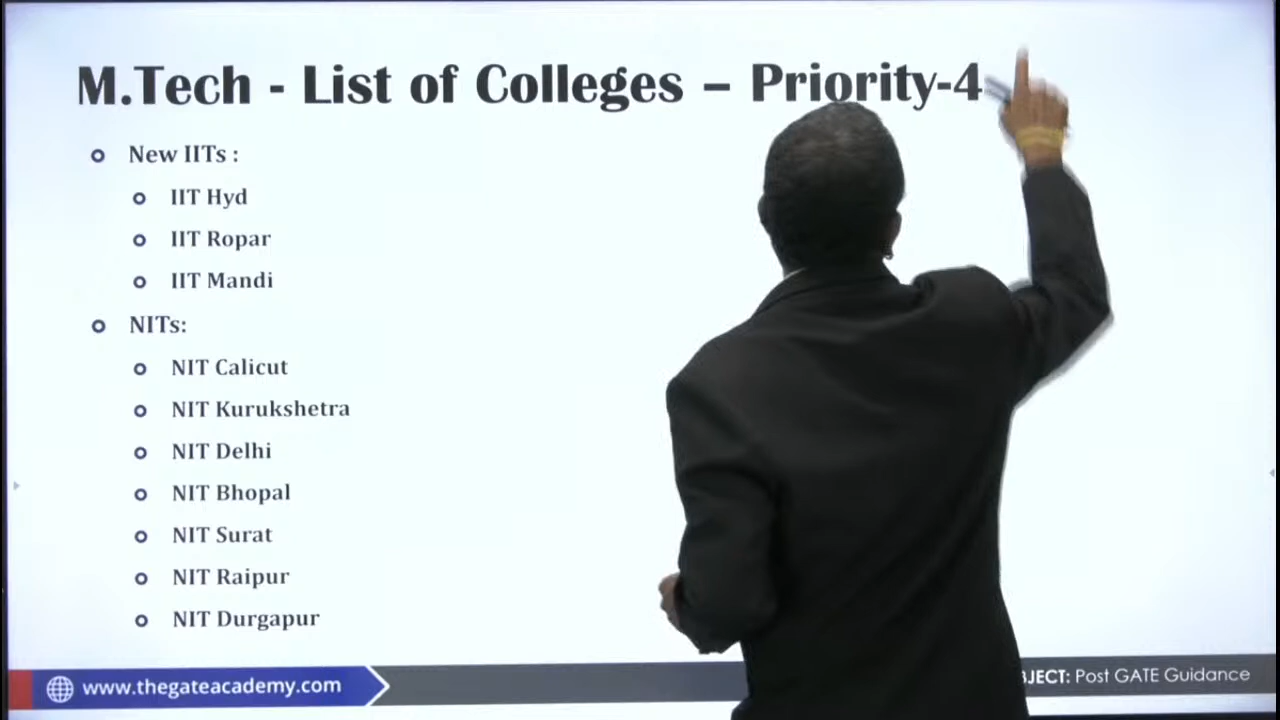 M.Tech - List of Colleges – Priority-4
New IITs :
IIT Hyd
IIT Ropar
IIT Mandi
NITs:
NIT Calicut
NIT Kurukshetra
NIT Delhi
NIT Bhopal
NIT Surat
NIT Raipur
NIT Durgapur
www.thegateacademy.com
Post GATE Guidance